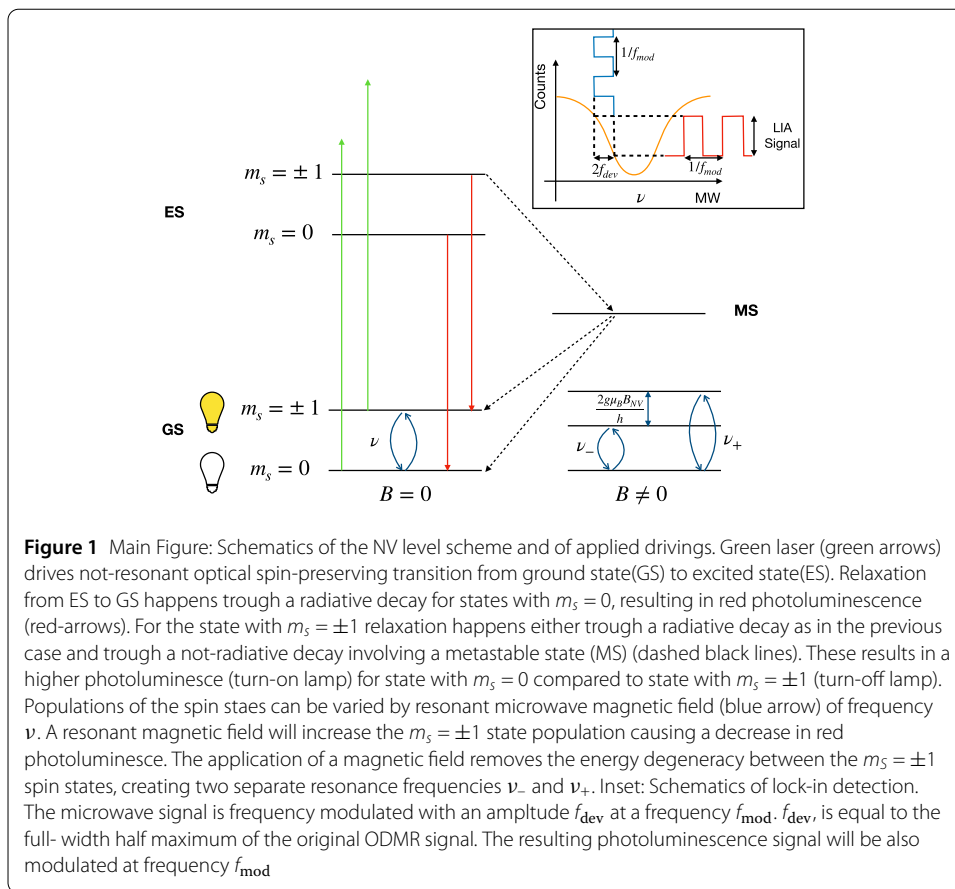 Counts
1/f_mod
LIA
Signal
2f_dev
1/f_mod
ν
MW
m_s = ± 1
ES
m_s = 0
MS
m_s = ± 1
GS
ν
m_s = 0
B = 0
2gμ_B B_NV
h
ν_−
ν_+
B ≠ 0
Figure 1 Main Figure: Schematics of the NV level scheme and of applied drivings. Green laser (green arrows)
drives not-resonant optical spin-preserving transition from ground state(GS) to excited state(ES). Relaxation
from ES to GS happens trough a radiative decay for states with m_s = 0, resulting in red photoluminescence
(red-arrows). For the state with m_s = ±1 relaxation happens either trough a radiative decay as in the previous
case and trough a not-radiative decay involving a metastable state (MS) (dashed black lines). These results in a
higher photoluminesce (turn-on lamp) for state with m_s = 0 compared to state with m_s = ±1 (turn-off lamp).
Populations of the spin staes can be varied by resonant microwave magnetic field (blue arrow) of frequency
ν. A resonant magnetic field will increase the m_s = ±1 state population causing a decrease in red
photoluminesce. The application of a magnetic field removes the energy degeneracy between the m_S = ±1
spin states, creating two separate resonance frequencies ν_− and ν_+. Inset: Schematics of lock-in detection.
The microwave signal is frequency modulated with an ampltude f_dev at a frequency f_mod. f_dev, is equal to the
full- width half maximum of the original ODMR signal. The resulting photoluminescence signal will be also
modulated at frequency f_mod